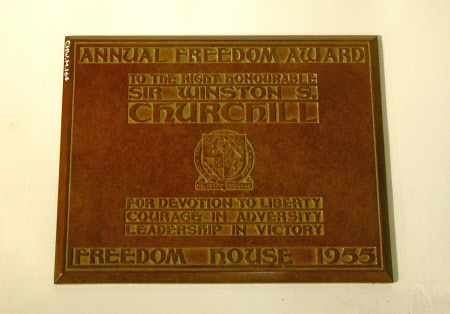 ANNUAL FREEDOM AWARD
TO THE RIGHT HONOURABLE
SIR WINSTON S.
CHURCHILL
FOR DEVOTION TO LIBERTY
COURAGE IN ADVERSITY
LEADERSHIP IN VICTORY
FREEDOM HOUSE 1955